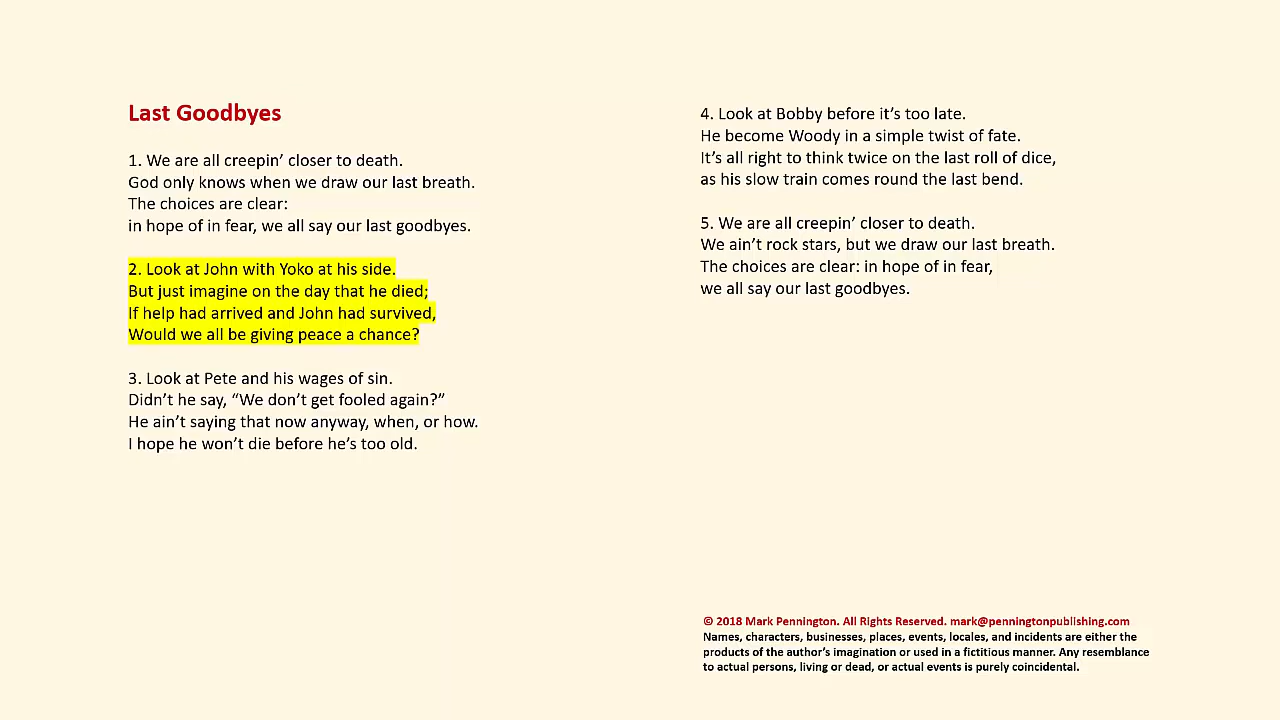 Last Goodbyes
1. We are all creepin’ closer to death.
God only knows when we draw our last breath.
The choices are clear:
in hope of in fear, we all say our last goodbyes.
2. Look at John with Yoko at his side.
But just imagine on the day that he died;
If help had arrived and John had survived,
Would we all be giving peace a chance?
3. Look at Pete and his wages of sin.
Didn’t he say, “We don’t get fooled again?”
He ain’t saying that now anyway, when, or how.
I hope he won’t die before he’s too old.
4. Look at Bobby before it’s too late.
He become Woody in a simple twist of fate.
It’s all right to think twice on the last roll of dice,
as his slow train comes round the last bend.
5. We are all creepin’ closer to death.
We ain’t rock stars, but we draw our last breath.
The choices are clear: in hope of in fear,
we all say our last goodbyes.
© 2018 Mark Pennington. All Rights Reserved. mark@penningtonpublishing.com
Names, characters, businesses, places, events, locales, and incidents are either the
products of the author’s imagination or used in a fictitious manner. Any resemblance
to actual persons, living or dead, or actual events is purely coincidental.